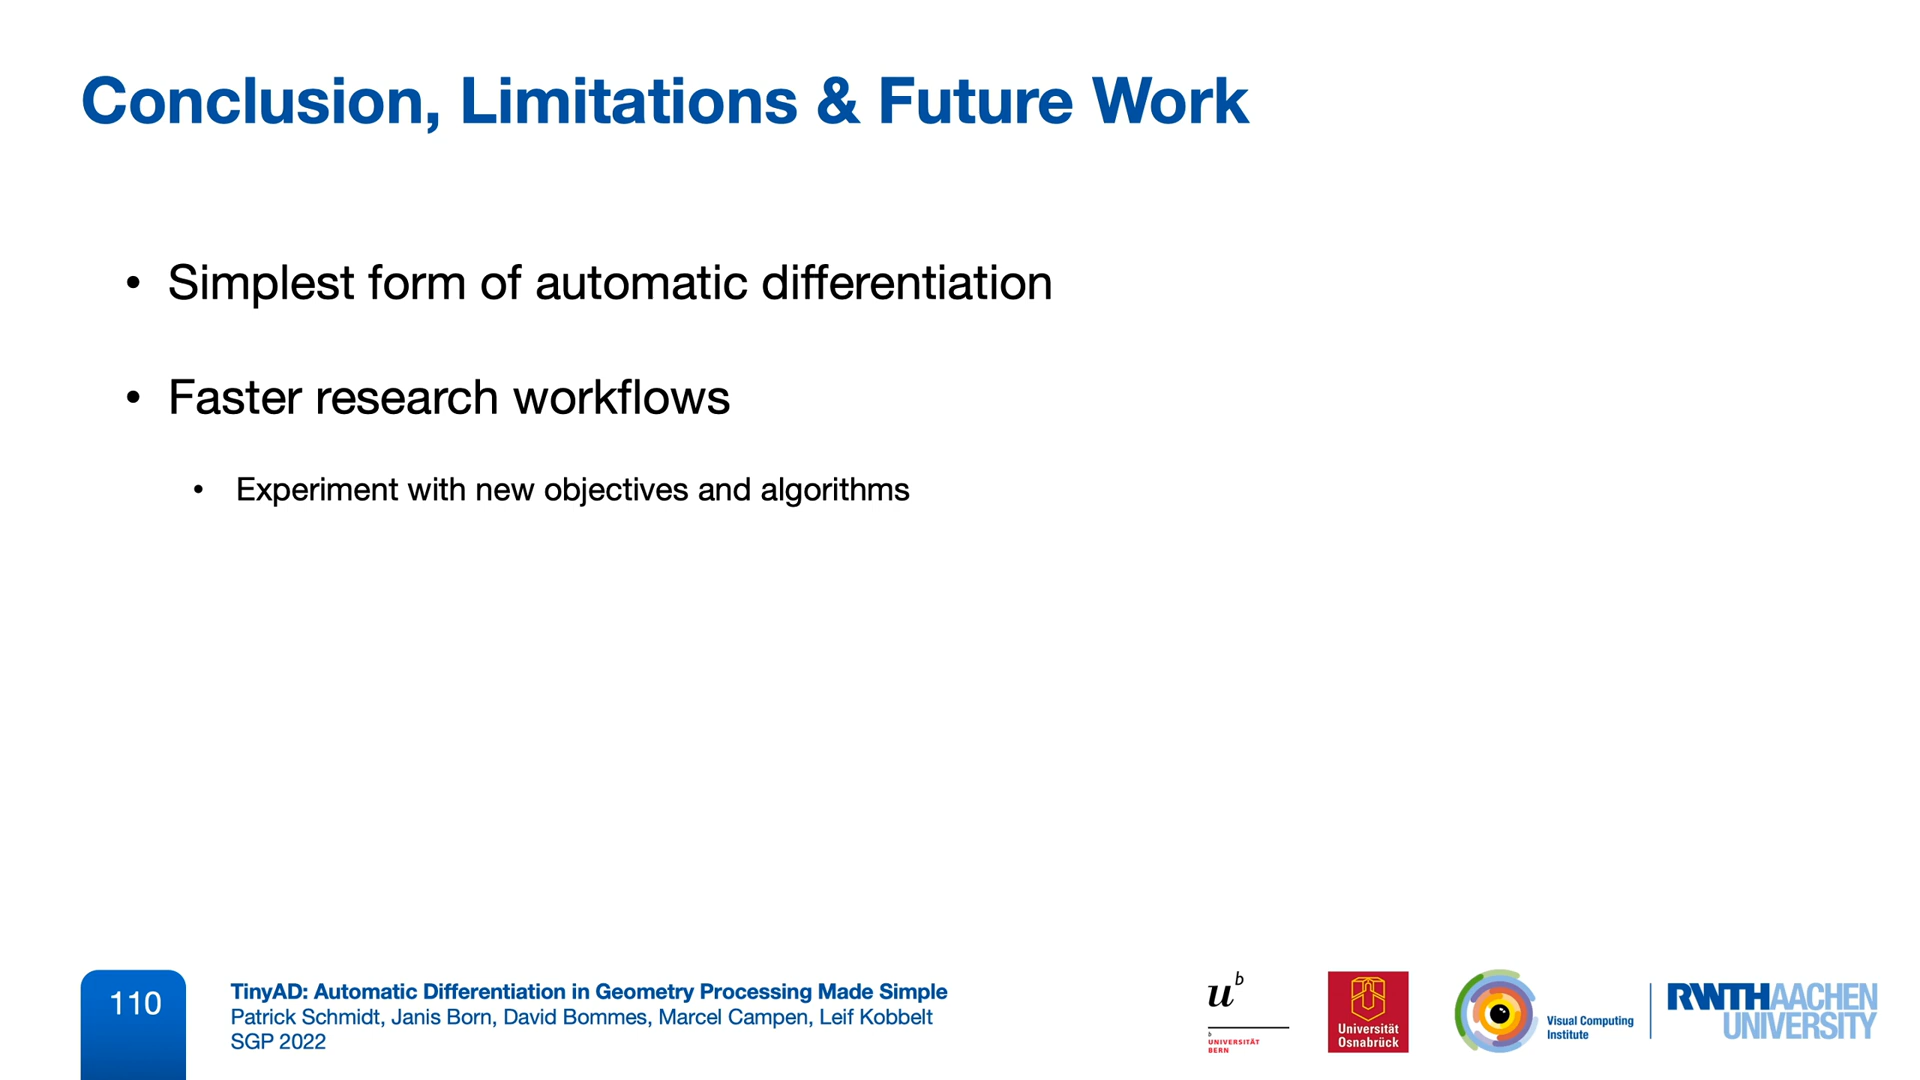 Conclusion, Limitations & Future Work
• Simplest form of automatic differentiation
• Faster research workflows
• Experiment with new objectives and algorithms
110
TinyAD: Automatic Differentiation in Geometry Processing Made Simple
Patrick Schmidt, Janis Born, David Bommes, Marcel Campen, Leif Kobbelt
SGP 2022
u b
b
UNIVERSITÄT
BERN
Universität
Osnabrück
Visual Computing
Institute
RWTH AACHEN
UNIVERSITY